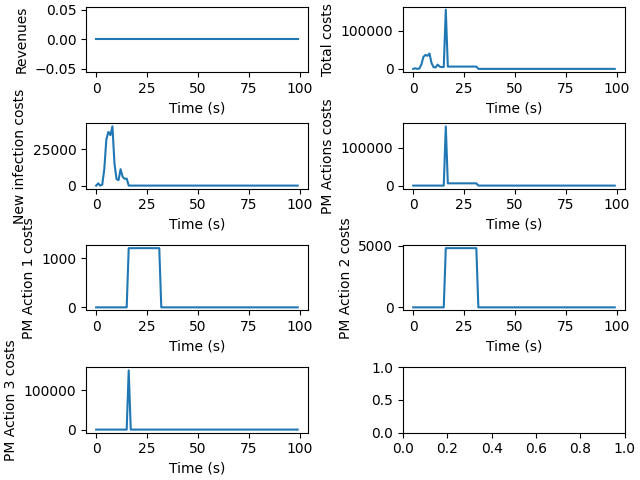 Revenues
0.05
0.00
−0.05
0 25 50 75 100
Time (s)
Total costs
100000
0
0 25 50 75 100
Time (s)
New infection costs
25000
0
0 25 50 75 100
Time (s)
PM Actions costs
100000
0
0 25 50 75 100
Time (s)
PM Action 1 costs
1000
0
0 25 50 75 100
Time (s)
PM Action 2 costs
5000
0
0 25 50 75 100
Time (s)
PM Action 3 costs
100000
0
0 25 50 75 100
Time (s)
1.0
0.5
0.0
0.0 0.2 0.4 0.6 0.8 1.0